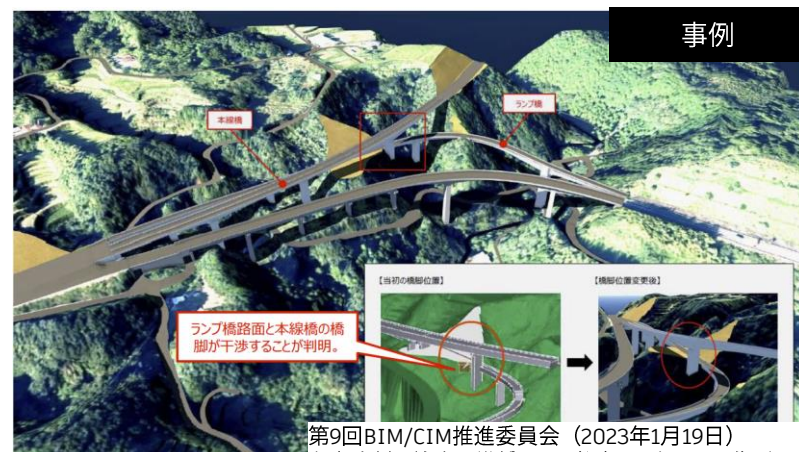 事例
本線橋
ランプ橋
【当初の橋脚位置】
【橋脚位置変更後】
ランプ橋路面と本線橋の橋
脚が干渉することが判明。
第9回BIM/CIM推進委員会（2023年1月19日）